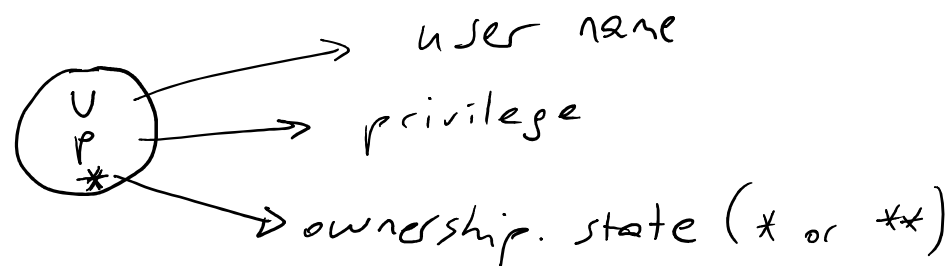 U
P
*
user name
privilege
ownership. state (* or **)